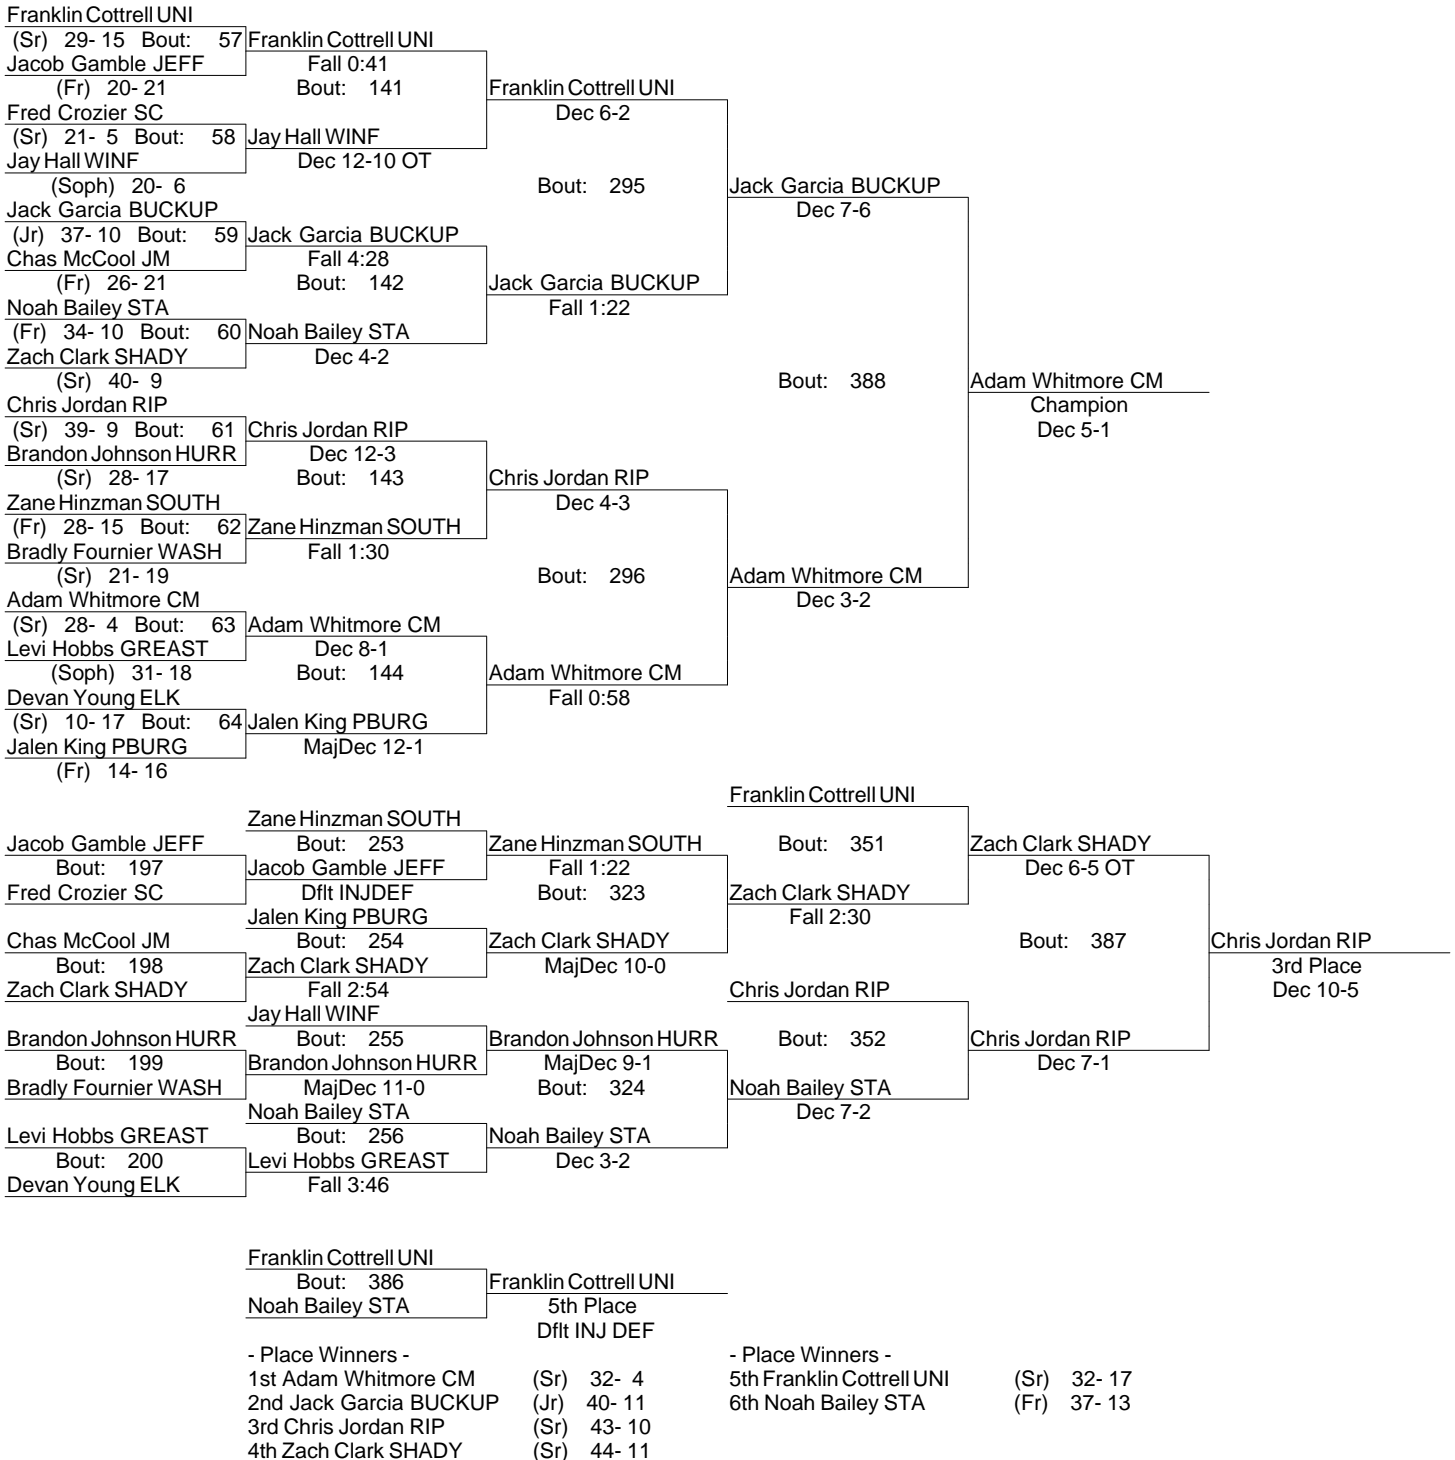 Franklin Cottrell UNI
(Sr) 29- 15 Bout: 57 Franklin Cottrell UNI
Jacob Gamble JEFF Fall 0:41
(Fr) 20- 21 Bout: 141 Franklin Cottrell UNI
Fred Crozier SC Dec 6-2
(Sr) 21- 5 Bout: 58 Jay Hall WINF
Jay Hall WINF Dec 12-10 OT
(Soph) 20- 6 Bout: 295 Jack Garcia BUCKUP
Jack Garcia BUCKUP Dec 7-6
(Jr) 37- 10 Bout: 59 Jack Garcia BUCKUP
Chas McCool JM Fall 4:28
(Fr) 26- 21 Bout: 142 Jack Garcia BUCKUP
Noah Bailey STA Fall 1:22
(Fr) 34- 10 Bout: 60 Noah Bailey STA
Zach Clark SHADY Dec 4-2
(Sr) 40- 9 Bout: 388 Adam Whitmore CM
Chris Jordan RIP Champion
(Sr) 39- 9 Bout: 61 Chris Jordan RIP Dec 5-1
Brandon Johnson HURR Dec 12-3
(Sr) 28- 17 Bout: 143 Chris Jordan RIP
Zane Hinzman SOUTH Dec 4-3
(Fr) 28- 15 Bout: 62 Zane Hinzman SOUTH
Bradly Fournier WASH Fall 1:30
(Sr) 21- 19 Bout: 296 Adam Whitmore CM
Adam Whitmore CM Dec 3-2
(Sr) 28- 4 Bout: 63 Adam Whitmore CM
Levi Hobbs GREAST Dec 8-1
(Soph) 31- 18 Bout: 144 Adam Whitmore CM
Devan Young ELK Fall 0:58
(Sr) 10- 17 Bout: 64 Jalen King PBURG
Jalen King PBURG MajDec 12-1
(Fr) 14- 16
Franklin Cottrell UNI
Zane Hinzman SOUTH
Jacob Gamble JEFF Bout: 253 Zane Hinzman SOUTH Bout: 351 Zach Clark SHADY
Bout: 197 Jacob Gamble JEFF Fall 1:22 Dec 6-5 OT
Fred Crozier SC Dflt INJDEF Bout: 323 Zach Clark SHADY
Jalen King PBURG Fall 2:30
Chas McCool JM Bout: 254 Zach Clark SHADY Bout: 387 Chris Jordan RIP
Bout: 198 Zach Clark SHADY MajDec 10-0 3rd Place
Zach Clark SHADY Fall 2:54 Chris Jordan RIP Dec 10-5
Jay Hall WINF
Brandon Johnson HURR Bout: 255 Brandon Johnson HURR Bout: 352 Chris Jordan RIP
Bout: 199 Brandon Johnson HURR MajDec 9-1 Dec 7-1
Bradly Fournier WASH MajDec 11-0 Bout: 324 Noah Bailey STA
Noah Bailey STA Dec 7-2
Levi Hobbs GREAST Bout: 256 Noah Bailey STA
Bout: 200 Levi Hobbs GREAST Dec 3-2
Devan Young ELK Fall 3:46
Franklin Cottrell UNI
Bout: 386 Franklin Cottrell UNI
Noah Bailey STA 5th Place
Dflt INJ DEF
- Place Winners - - Place Winners -
1st Adam Whitmore CM (Sr) 32- 4 5th Franklin Cottrell UNI (Sr) 32- 17
2nd Jack Garcia BUCKUP (Jr) 40- 11 6th Noah Bailey STA (Fr) 37- 13
3rd Chris Jordan RIP (Sr) 43- 10
4th Zach Clark SHADY (Sr) 44- 11